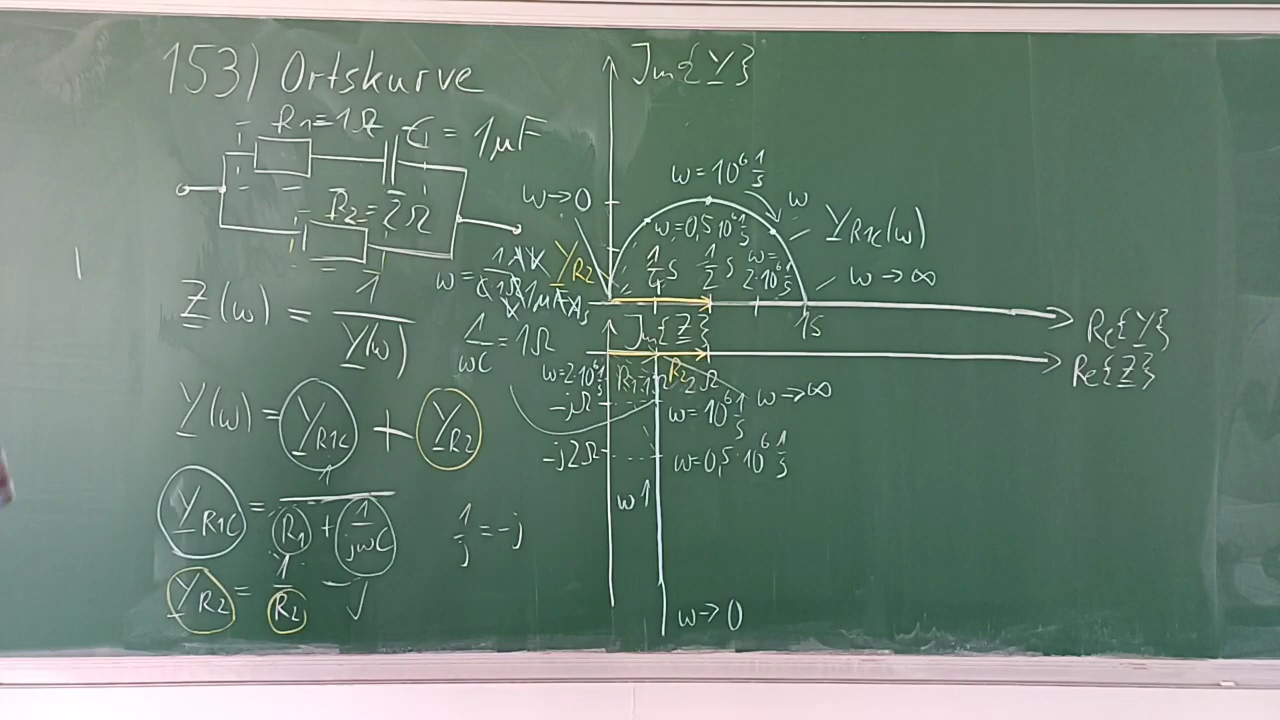 153) Ortskurve
R1=1Ω C1 = 1μF
R2=2Ω
Z(ω) = 1/Y(ω)
Y(ω) = Y_R1C + Y_R2
Y_R1C = 1/(R1 + 1/jωC)
1/j = -j
Y_R2 = 1/R2
Im{Y}
ω = 10^6 1/s
ω
ω→0
ω=0,5·10^6 1/s
Y_R1C(ω)
Y_R2
1/4 S
1/2 S
ω= 2·10^6 1/s
ω → ∞
1S
Re{Y}
1/ωC = 1Ω
Im{Z}
Re{Z}
ω=2·10^6 1/s
R1 1Ω
R2
2Ω
ω→∞
-jΩ
ω=10^6 1/s
-j2Ω
ω=0,5·10^6 1/s
ω↑
ω→0